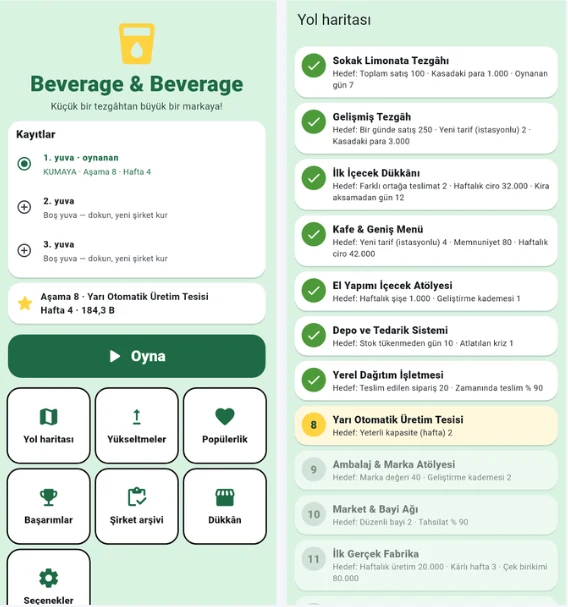 Beverage & Beverage
Küçük bir tezgâhtan büyük bir markaya!
Kayıtlar
1. yuva · oynanan
KUMAYA · Aşama 8 · Hafta 4
2. yuva
Boş yuva — dokun, yeni şirket kur
3. yuva
Boş yuva — dokun, yeni şirket kur
Aşama 8 · Yarı Otomatik Üretim Tesisi
Hafta 4 · 184,3 B
Oyna
Yol haritası
Yükseltmeler
Popülerlik
Başarımlar
Şirket arşivi
Dükkân
Seçenekler
Yol haritası
Sokak Limonata Tezgâhı
Hedef: Toplam satış 100 · Kasadaki para 1.000 · Oynanan
gün 7
Gelişmiş Tezgâh
Hedef: Bir günde satış 250 · Yeni tarif (istasyonlu) 2 ·
Kasadaki para 3.000
İlk İçecek Dükkânı
Hedef: Farklı ortağa teslimat 2 · Haftalık ciro 32.000 · Kira
aksamadan gün 12
Kafe & Geniş Menü
Hedef: Yeni tarif (istasyonlu) 4 · Memnuniyet 80 · Haftalık
ciro 42.000
El Yapımı İçecek Atölyesi
Hedef: Haftalık şişe 1.000 · Geliştirme kademesi 1
Depo ve Tedarik Sistemi
Hedef: Stok tükenmeden gün 10 · Atlatılan kriz 1
Yerel Dağıtım İşletmesi
Hedef: Teslim edilen sipariş 20 · Zamanında teslim % 90
8
Yarı Otomatik Üretim Tesisi
Hedef: Yeterli kapasite (hafta) 2
9
Ambalaj & Marka Atölyesi
Hedef: Marka değeri 40 · Geliştirme kademesi 2
10
Market & Bayi Ağı
Hedef: Düzenli bayi 2 · Tahsilat % 90
11
İlk Gerçek Fabrika
Hedef: Haftalık üretim 20.000 · Kârlı hafta 3 · Çek birikimi
80.000